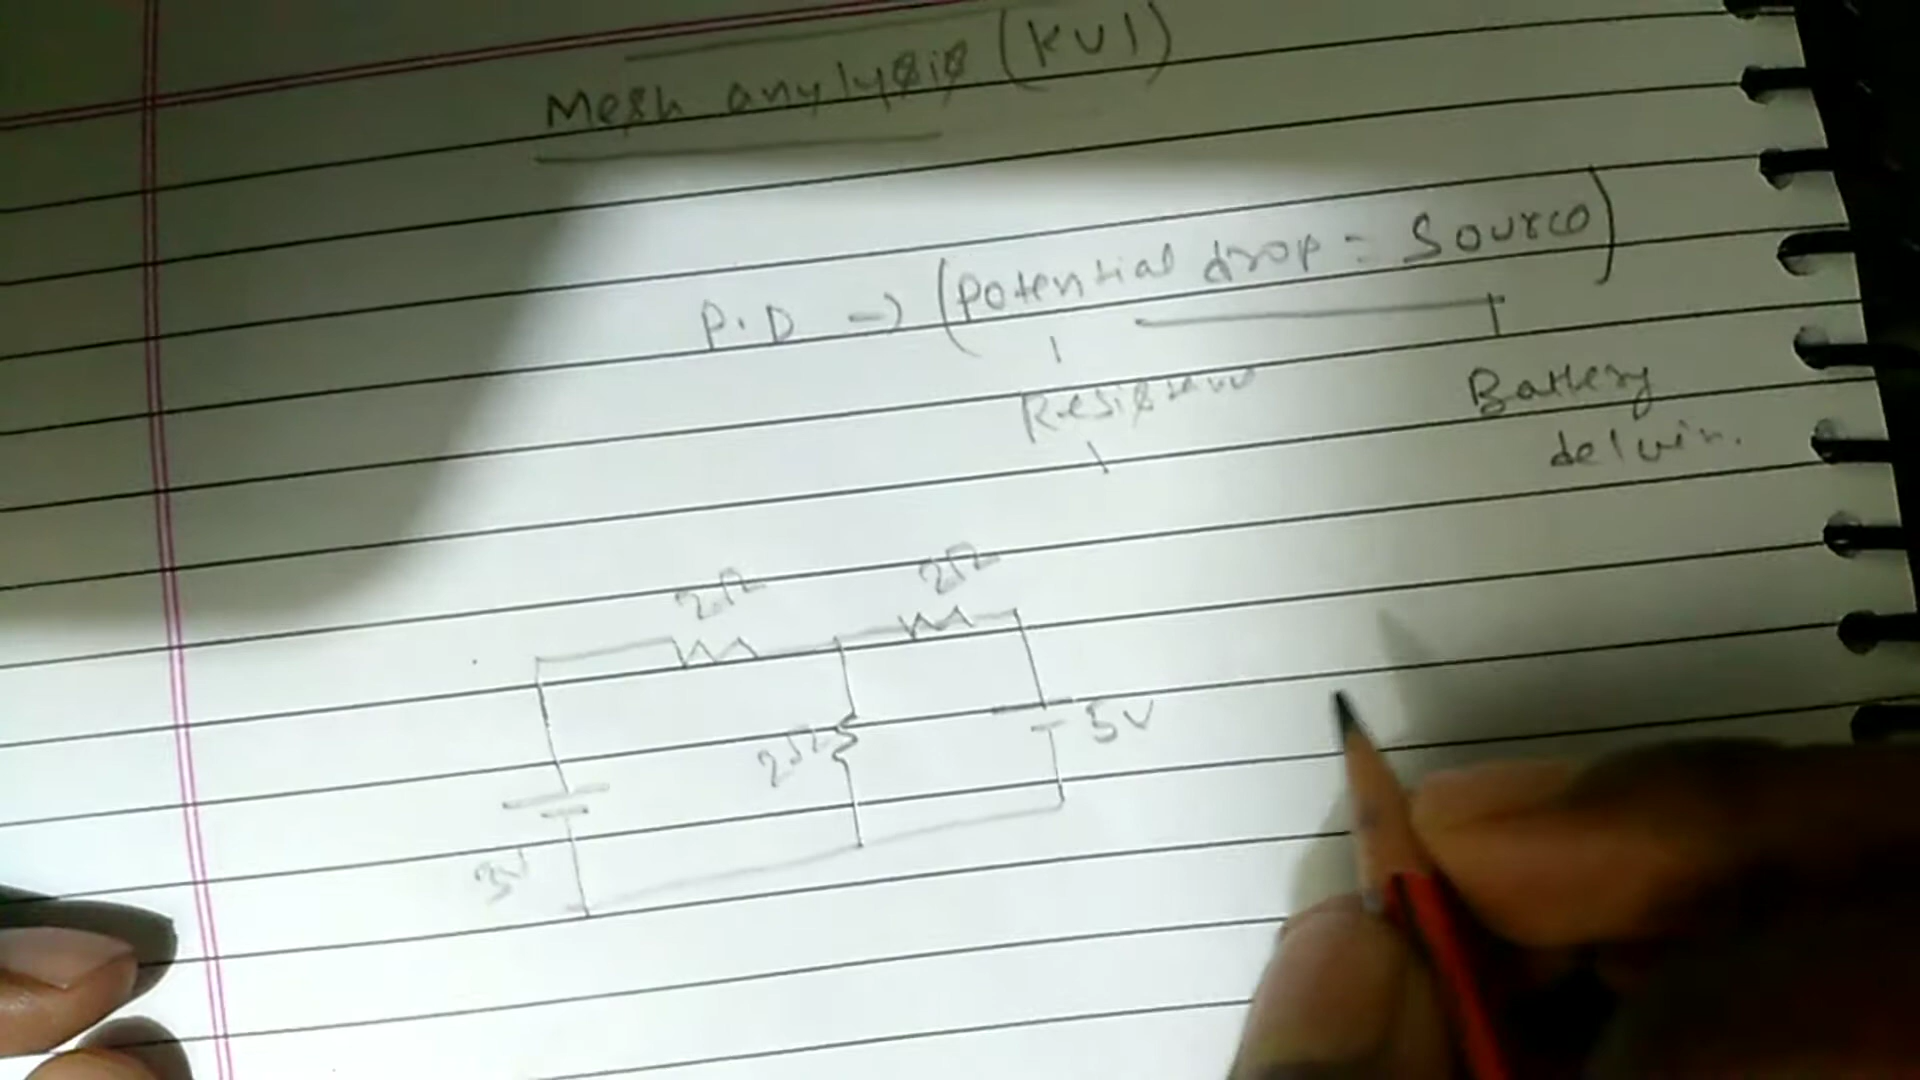 Mesh anylysis (KVl)
P.D → (Potential drop = Source)
Battery
2Ω
2Ω
2Ω
5V
3V